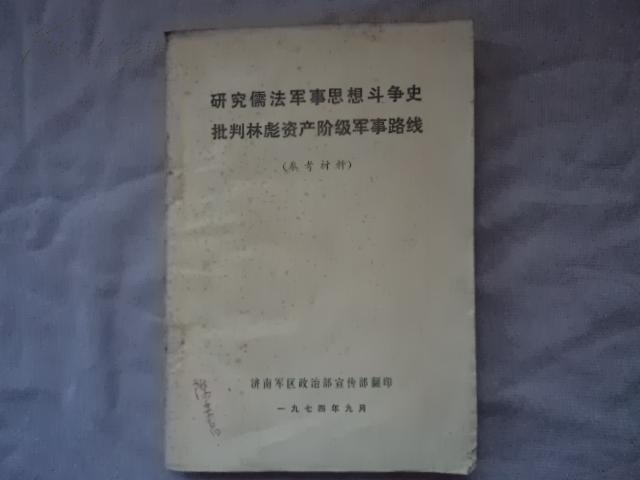 研究儒法军事思想斗争史
批判林彪资产阶级军事路线
(参考材料)
济南军区政治部宣传部翻印
一九七四年九月